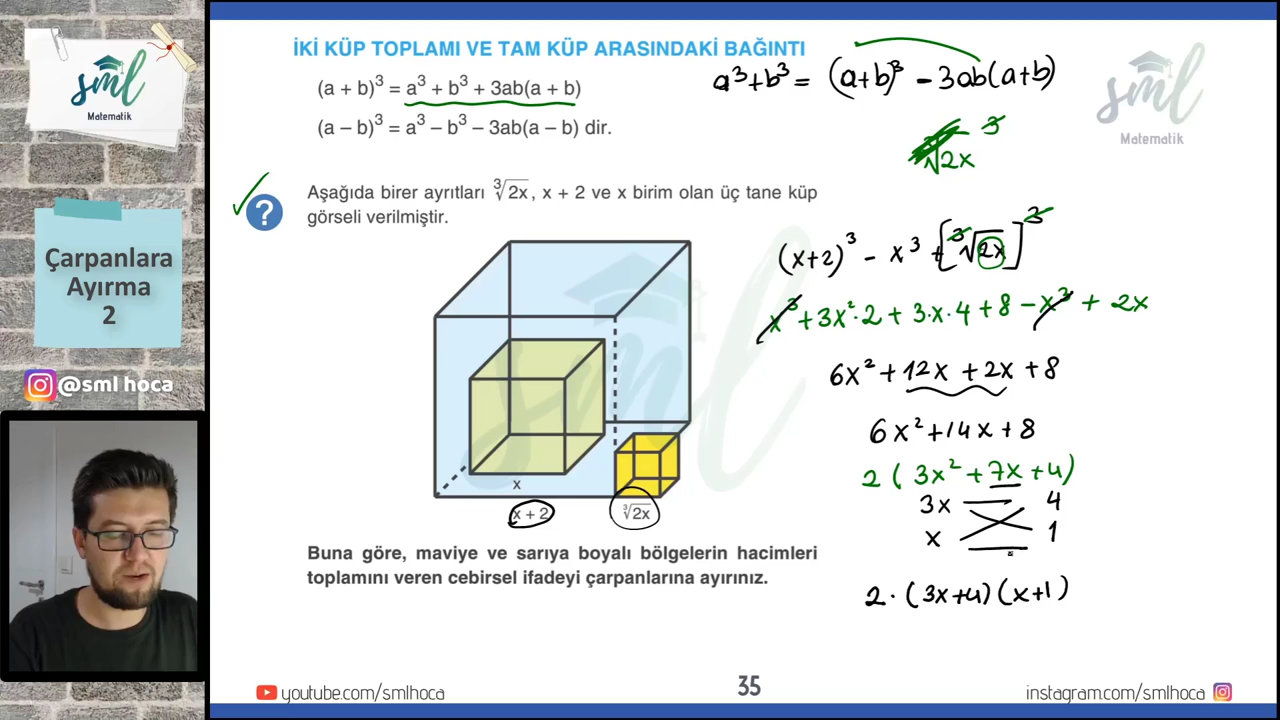 sml
Matematik
Çarpanlara
Ayırma
2
@sml hoca
İKİ KÜP TOPLAMI VE TAM KÜP ARASINDAKİ BAĞINTI
(a + b)³ = a³ + b³ + 3ab(a + b)
(a – b)³ = a³ – b³ – 3ab(a – b) dir.
a³+b³ = (a+b)³ - 3ab(a+b)
sml
Matematik
3
√2x
?
Aşağıda birer ayrıtları ∛2x, x + 2 ve x birim olan üç tane küp
görseli verilmiştir.
x
x + 2
∛2x
Buna göre, maviye ve sarıya boyalı bölgelerin hacimleri
toplamını veren cebirsel ifadeyi çarpanlarına ayırınız.
(x+2)³ - x³ + [∛2x]³
x³ + 3x²·2 + 3·x·4 + 8 - x³ + 2x
6x² + 12x + 2x + 8
6x² + 14x + 8
2 ( 3x² + 7x + 4)
3x 4
x 1
2 · (3x+4)(x+1)
youtube.com/smlhoca
35
instagram.com/smlhoca